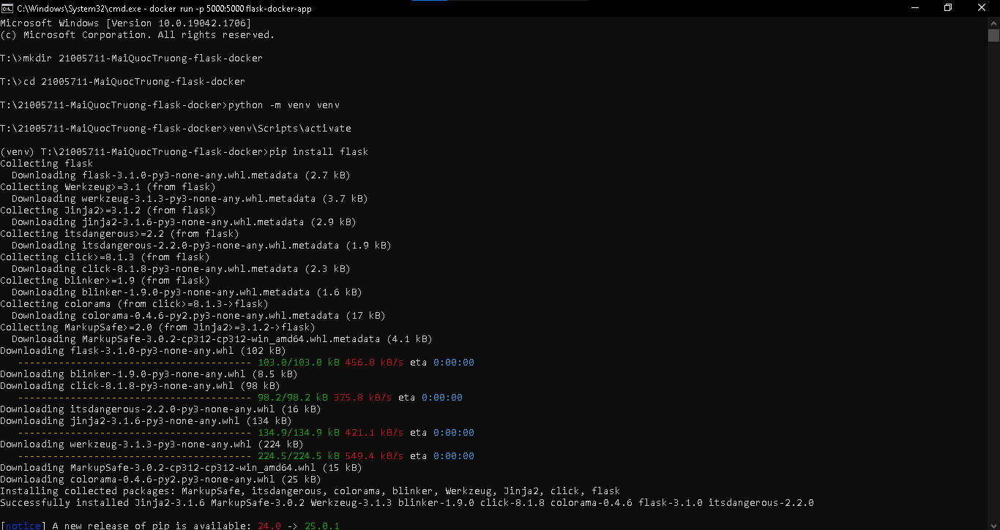 C:\Windows\System32\cmd.exe - docker run -p 5000:5000 flask-docker-app
Microsoft Windows [Version 10.0.19042.1706]
(c) Microsoft Corporation. All rights reserved.
T:\>mkdir 21005711-MaiQuocTruong-flask-docker
T:\>cd 21005711-MaiQuocTruong-flask-docker
T:\21005711-MaiQuocTruong-flask-docker>python -m venv venv
T:\21005711-MaiQuocTruong-flask-docker>venv\Scripts\activate
(venv) T:\21005711-MaiQuocTruong-flask-docker>pip install flask
Collecting flask
  Downloading flask-3.1.0-py3-none-any.whl.metadata (2.7 kB)
Collecting Werkzeug>=3.1 (from flask)
  Downloading werkzeug-3.1.3-py3-none-any.whl.metadata (3.7 kB)
Collecting Jinja2>=3.1.2 (from flask)
  Downloading jinja2-3.1.6-py3-none-any.whl.metadata (2.9 kB)
Collecting itsdangerous>=2.2 (from flask)
  Downloading itsdangerous-2.2.0-py3-none-any.whl.metadata (1.9 kB)
Collecting click>=8.1.3 (from flask)
  Downloading click-8.1.8-py3-none-any.whl.metadata (2.3 kB)
Collecting blinker>=1.9 (from flask)
  Downloading blinker-1.9.0-py3-none-any.whl.metadata (1.6 kB)
Collecting colorama (from click>=8.1.3->flask)
  Downloading colorama-0.4.6-py2.py3-none-any.whl.metadata (17 kB)
Collecting MarkupSafe>=2.0 (from Jinja2>=3.1.2->flask)
  Downloading MarkupSafe-3.0.2-cp312-cp312-win_amd64.whl.metadata (4.1 kB)
Downloading flask-3.1.0-py3-none-any.whl (102 kB)
   ---------------------------------------- 103.0/103.0 kB 456.8 kB/s eta 0:00:00
Downloading blinker-1.9.0-py3-none-any.whl (8.5 kB)
Downloading click-8.1.8-py3-none-any.whl (98 kB)
   ---------------------------------------- 98.2/98.2 kB 375.8 kB/s eta 0:00:00
Downloading itsdangerous-2.2.0-py3-none-any.whl (16 kB)
Downloading jinja2-3.1.6-py3-none-any.whl (134 kB)
   ---------------------------------------- 134.9/134.9 kB 421.1 kB/s eta 0:00:00
Downloading werkzeug-3.1.3-py3-none-any.whl (224 kB)
   ---------------------------------------- 224.5/224.5 kB 549.4 kB/s eta 0:00:00
Downloading MarkupSafe-3.0.2-cp312-cp312-win_amd64.whl (15 kB)
Downloading colorama-0.4.6-py2.py3-none-any.whl (25 kB)
Installing collected packages: MarkupSafe, itsdangerous, colorama, blinker, Werkzeug, Jinja2, click, flask
Successfully installed Jinja2-3.1.6 MarkupSafe-3.0.2 Werkzeug-3.1.3 blinker-1.9.0 click-8.1.8 colorama-0.4.6 flask-3.1.0 itsdangerous-2.2.0
[notice] A new release of pip is available: 24.0 -> 25.0.1